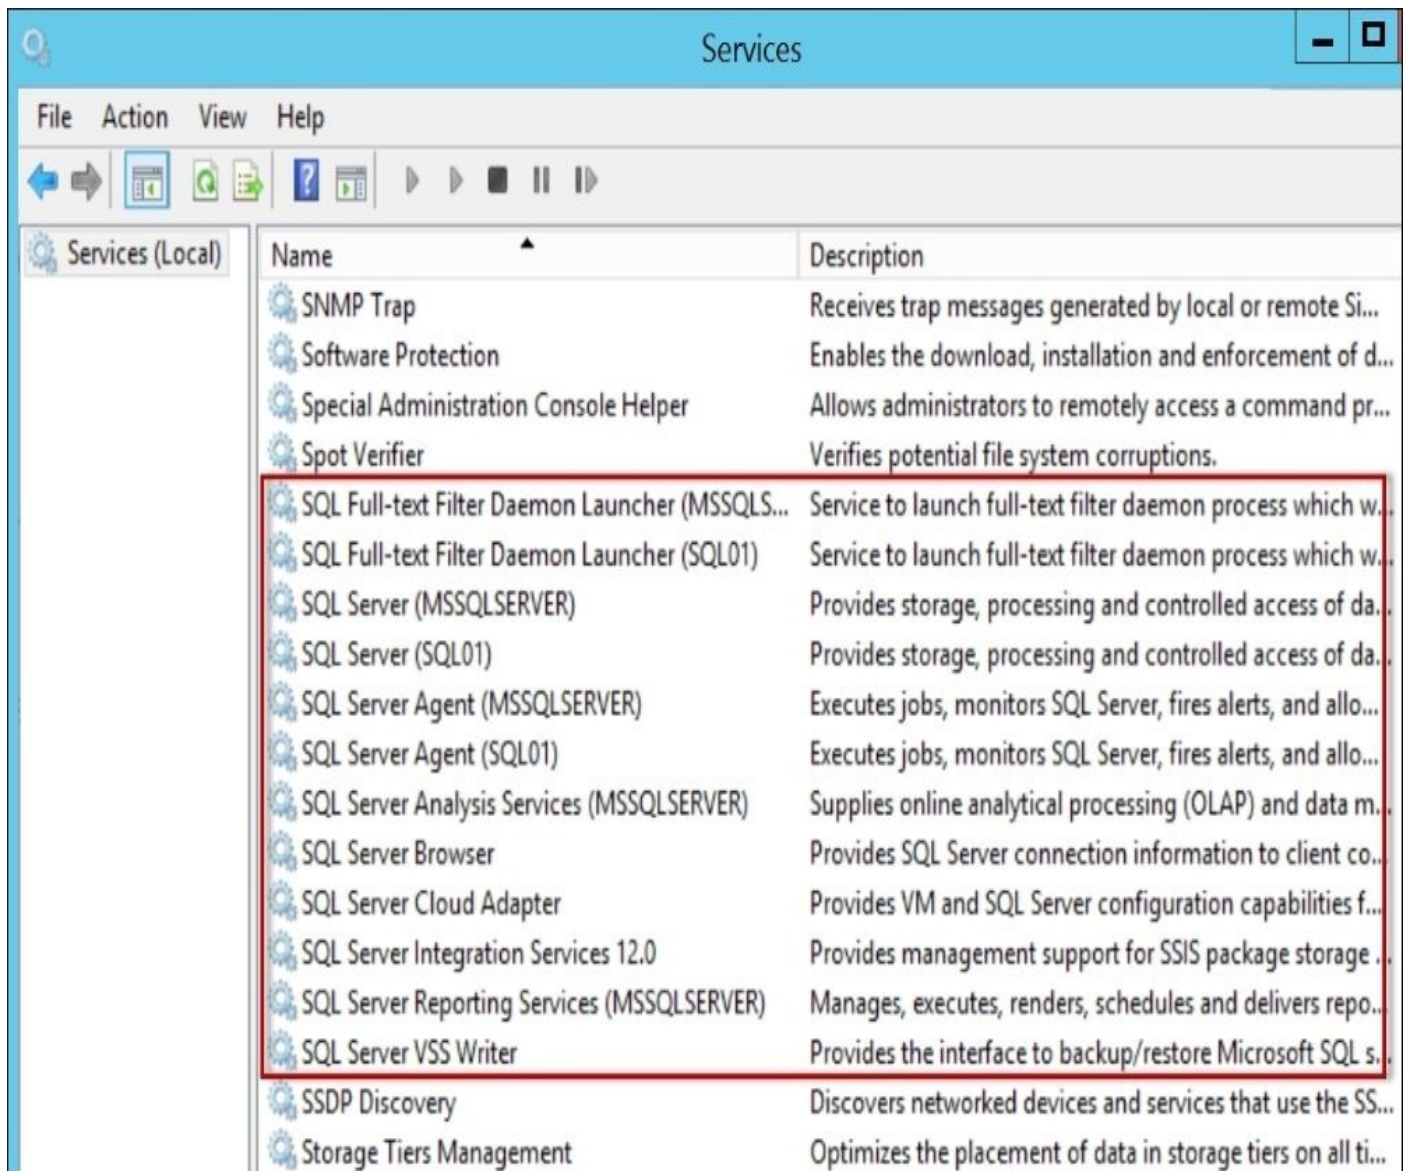 Services
File Action View Help
Services (Local)
Name Description
SNMP Trap Receives trap messages generated by local or remote Si...
Software Protection Enables the download, installation and enforcement of d...
Special Administration Console Helper Allows administrators to remotely access a command pr...
Spot Verifier Verifies potential file system corruptions.
SQL Full-text Filter Daemon Launcher (MSSQLS... Service to launch full-text filter daemon process which w...
SQL Full-text Filter Daemon Launcher (SQL01) Service to launch full-text filter daemon process which w...
SQL Server (MSSQLSERVER) Provides storage, processing and controlled access of da...
SQL Server (SQL01) Provides storage, processing and controlled access of da...
SQL Server Agent (MSSQLSERVER) Executes jobs, monitors SQL Server, fires alerts, and allo...
SQL Server Agent (SQL01) Executes jobs, monitors SQL Server, fires alerts, and allo...
SQL Server Analysis Services (MSSQLSERVER) Supplies online analytical processing (OLAP) and data m...
SQL Server Browser Provides SQL Server connection information to client co...
SQL Server Cloud Adapter Provides VM and SQL Server configuration capabilities f...
SQL Server Integration Services 12.0 Provides management support for SSIS package storage ...
SQL Server Reporting Services (MSSQLSERVER) Manages, executes, renders, schedules and delivers repo...
SQL Server VSS Writer Provides the interface to backup/restore Microsoft SQL s...
SSDP Discovery Discovers networked devices and services that use the SS...
Storage Tiers Management Optimizes the placement of data in storage tiers on all ti...